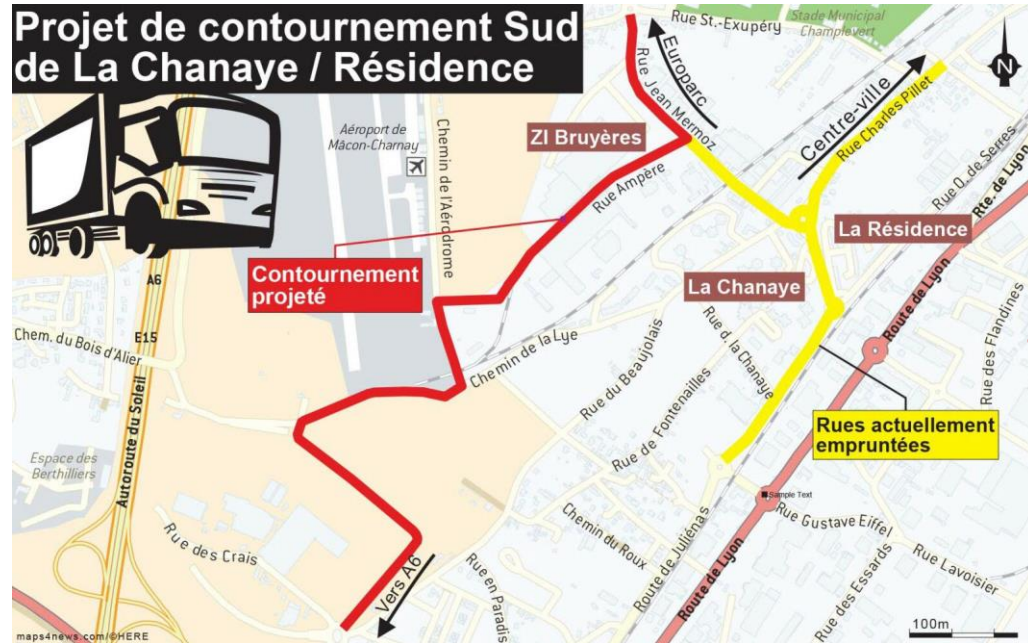 Projet de contournement Sud
de La Chanaye / Résidence
Rue St.-Exupéry
Stade Municipal
Champlevert
N
Europarc
Rue Jean Mermoz
Centre-ville
Rue Charles Pillet
Aéroport de
Mâcon-Charnay
Chemin de l'Aérodrome
ZI Bruyères
Rue Ampère
Rue O. de Serres
Rte. de Lyon
La Résidence
Contournement
projeté
La Chanaye
A6
E15
Chem. du Bois d'Alier
Autoroute du Soleil
Chemin de la Lye
Rue du Beaujolais
Rue d. la Chanaye
Route de Lyon
Rue des Flandines
Rue de Fontenailles
Rues actuellement
empruntées
Espace des
Berthilliers
Sample Text
Rue Gustave Eiffel
Rue des Crais
Chemin du Roux
Route de Juliénas
Rue Lavoisier
Vers A6
Rue en Paradis
Route de Lyon
Rue des Essards
100m
maps4news.com/©HERE